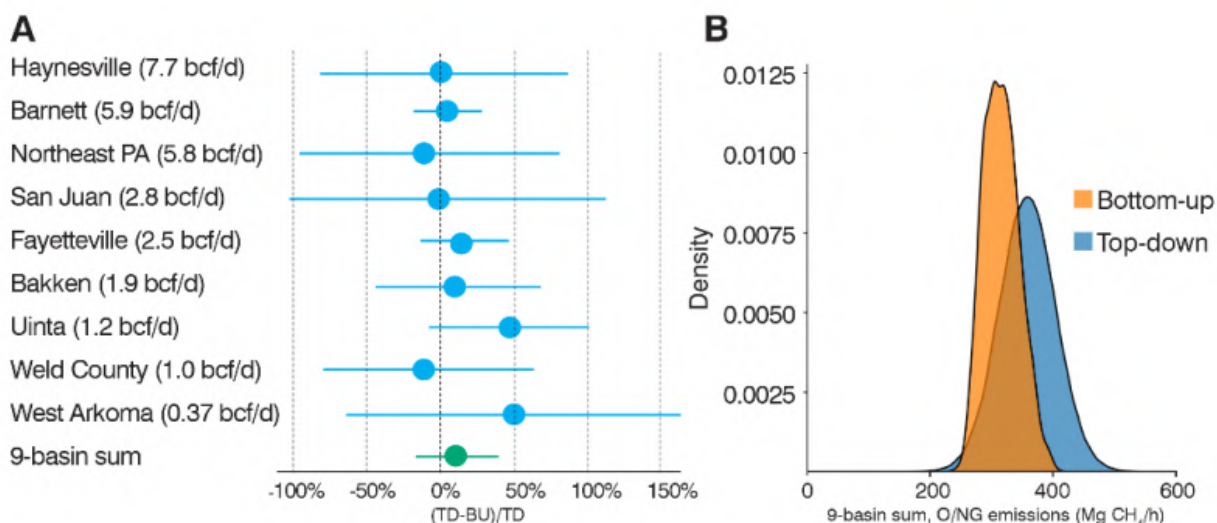 A
Haynesville (7.7 bcf/d)
Barnett (5.9 bcf/d)
Northeast PA (5.8 bcf/d)
San Juan (2.8 bcf/d)
Fayetteville (2.5 bcf/d)
Bakken (1.9 bcf/d)
Uinta (1.2 bcf/d)
Weld County (1.0 bcf/d)
West Arkoma (0.37 bcf/d)
9-basin sum
-100% -50% 0% 50% 100% 150%
(TD-BU)/TD
B
0.0125
0.0100
0.0075
0.0050
0.0025
Density
Bottom-up
Top-down
0 200 400 600
9-basin sum, O/NG emissions (Mg CH₄/h)